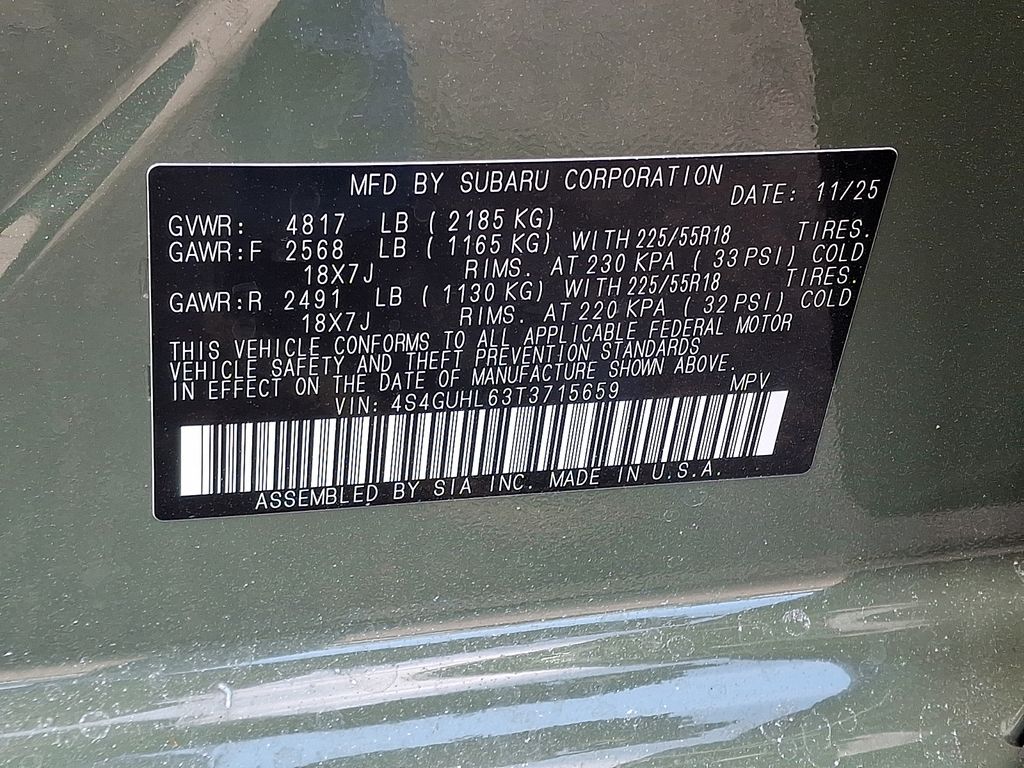 MFD BY SUBARU CORPORATION DATE: 11/25
GVWR: 4817 LB ( 2185 KG)
GAWR:F 2568 LB ( 1165 KG) WITH 225/55R18 TIRES.
18X7J RIMS. AT 230 KPA ( 33 PSI) COLD
GAWR:R 2491 LB ( 1130 KG) WITH 225/55R18 TIRES.
18X7J RIMS. AT 220 KPA ( 32 PSI) COLD
THIS VEHICLE CONFORMS TO ALL APPLICABLE FEDERAL MOTOR
VEHICLE SAFETY AND THEFT PREVENTION STANDARDS
IN EFFECT ON THE DATE OF MANUFACTURE SHOWN ABOVE.
VIN: 4S4GUHL63T3715659 MPV
ASSEMBLED BY SIA INC. MADE IN U.S.A.